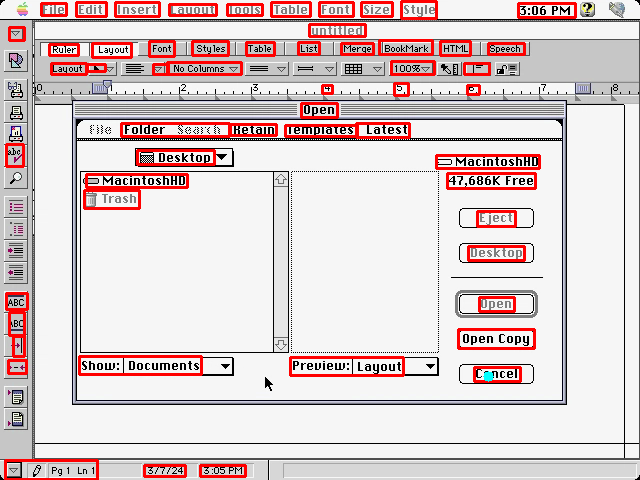 File Edit Insert Layout Tools Table Font Size Style 3:06 PM
untitled
Ruler Layout Font Styles Table List Merge BookMark HTML Speech
Layout No Columns 100%
0 1 2 3 4 5 6 7 8
Open
File Folder Search Retain Templates Latest
Desktop
MacintoshHD
MacintoshHD
47,686K Free
Trash
Eject
Desktop
Open
Open Copy
Cancel
Show: Documents
Preview: Layout
abc
ABC
ABC
Pg 1 Ln 1 3/7/24 3:05 PM